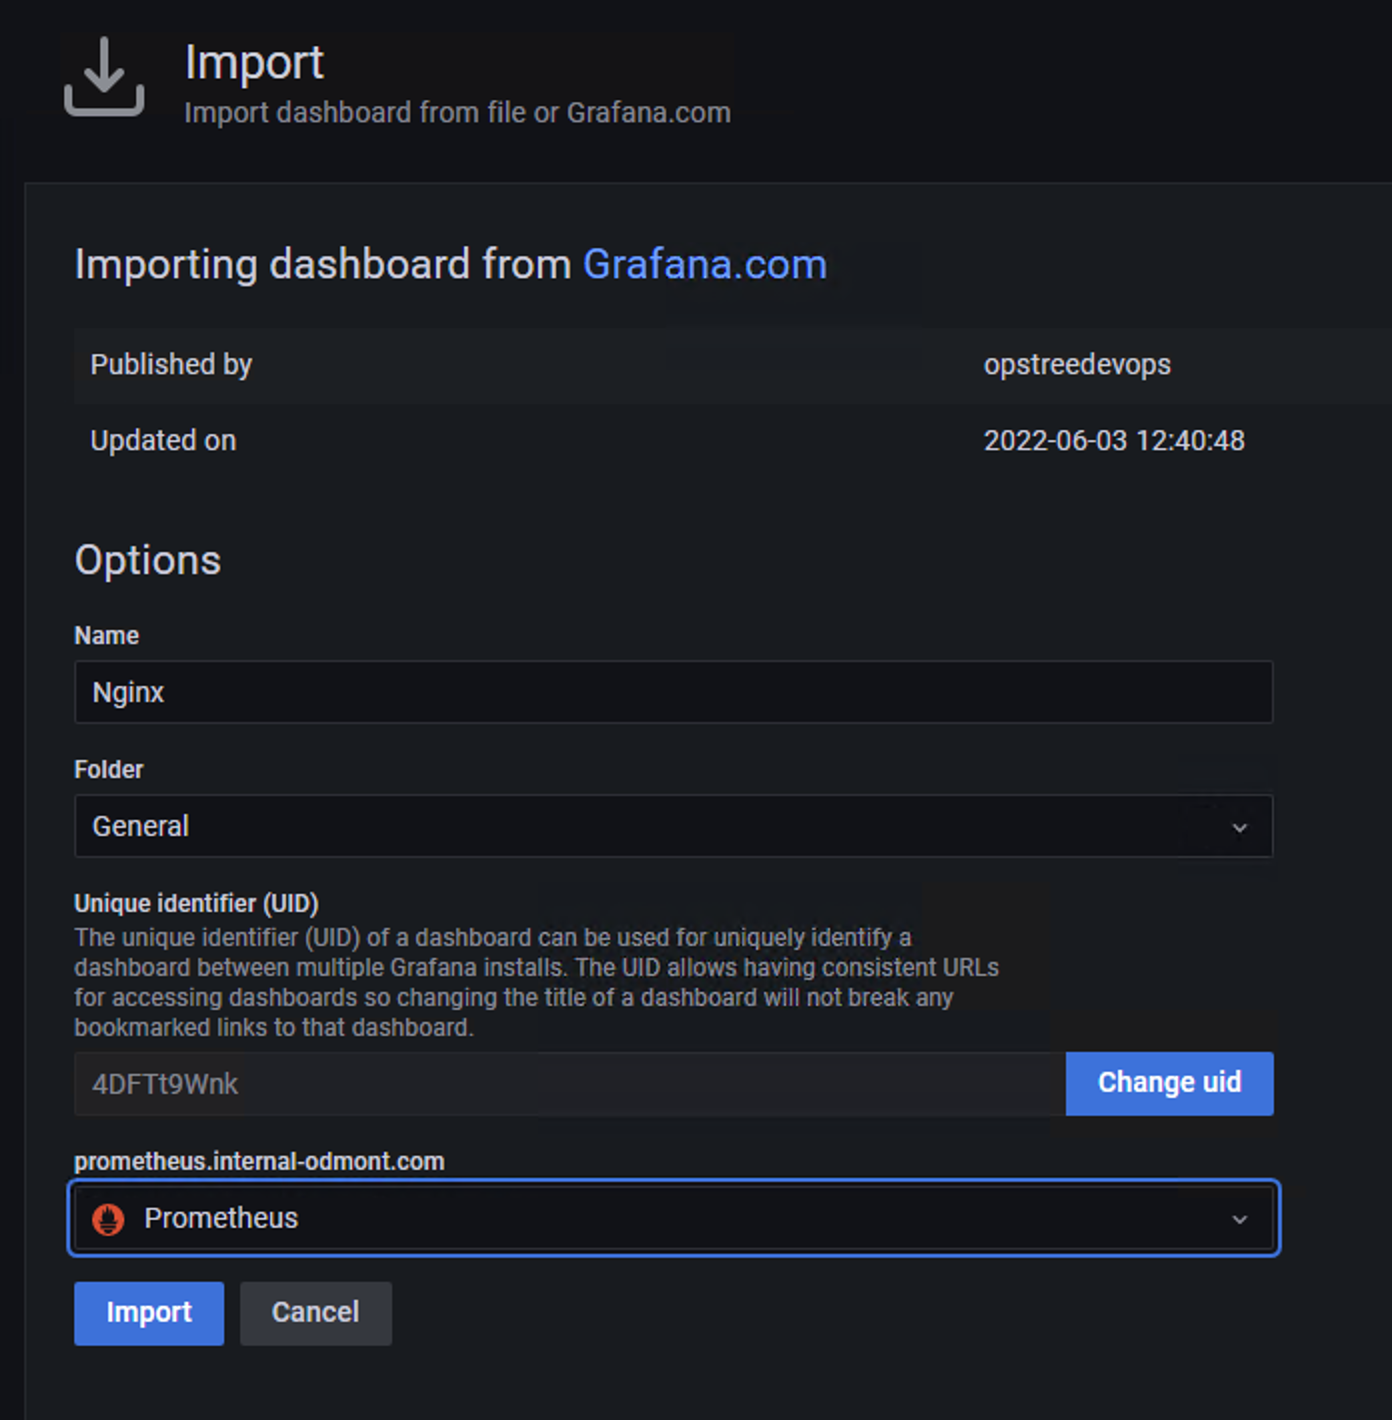 Import
Import dashboard from file or Grafana.com
Importing dashboard from Grafana.com
Published by opstreedevops
Updated on 2022-06-03 12:40:48
Options
Name
Nginx
Folder
General
Unique identifier (UID)
The unique identifier (UID) of a dashboard can be used for uniquely identify a
dashboard between multiple Grafana installs. The UID allows having consistent URLs
for accessing dashboards so changing the title of a dashboard will not break any
bookmarked links to that dashboard.
4DFTt9Wnk Change uid
prometheus.internal-odmont.com
Prometheus
Import Cancel